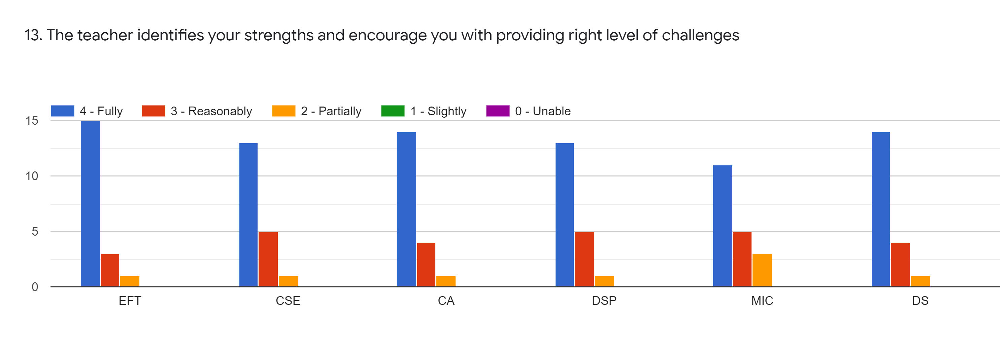 13. The teacher identifies your strengths and encourage you with providing right level of challenges
4 - Fully 3 - Reasonably 2 - Partially 1 - Slightly 0 - Unable
15
10
5
0
EFT CSE CA DSP MIC DS